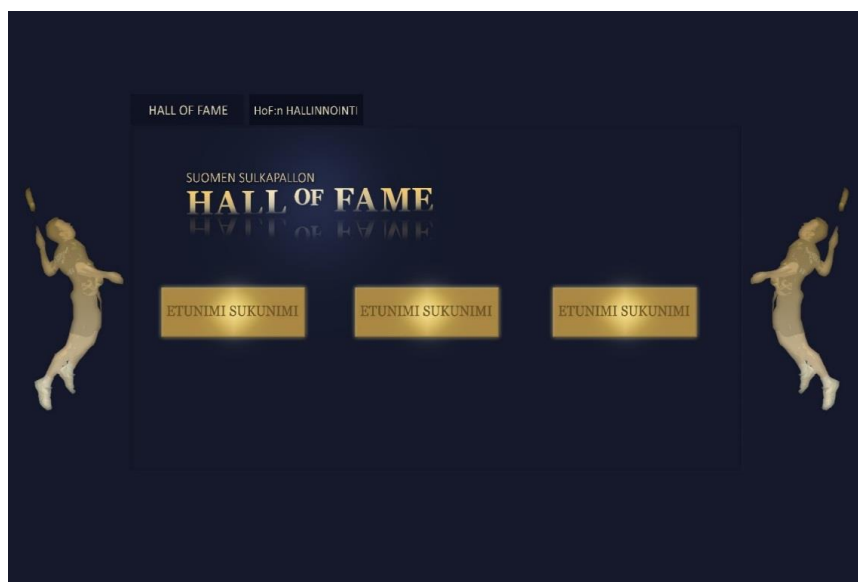 HALL OF FAME
HoF:n HALLINNOINTI
SUOMEN SULKAPALLON
HALL OF FAME
ETUNIMI SUKUNIMI
ETUNIMI SUKUNIMI
ETUNIMI SUKUNIMI